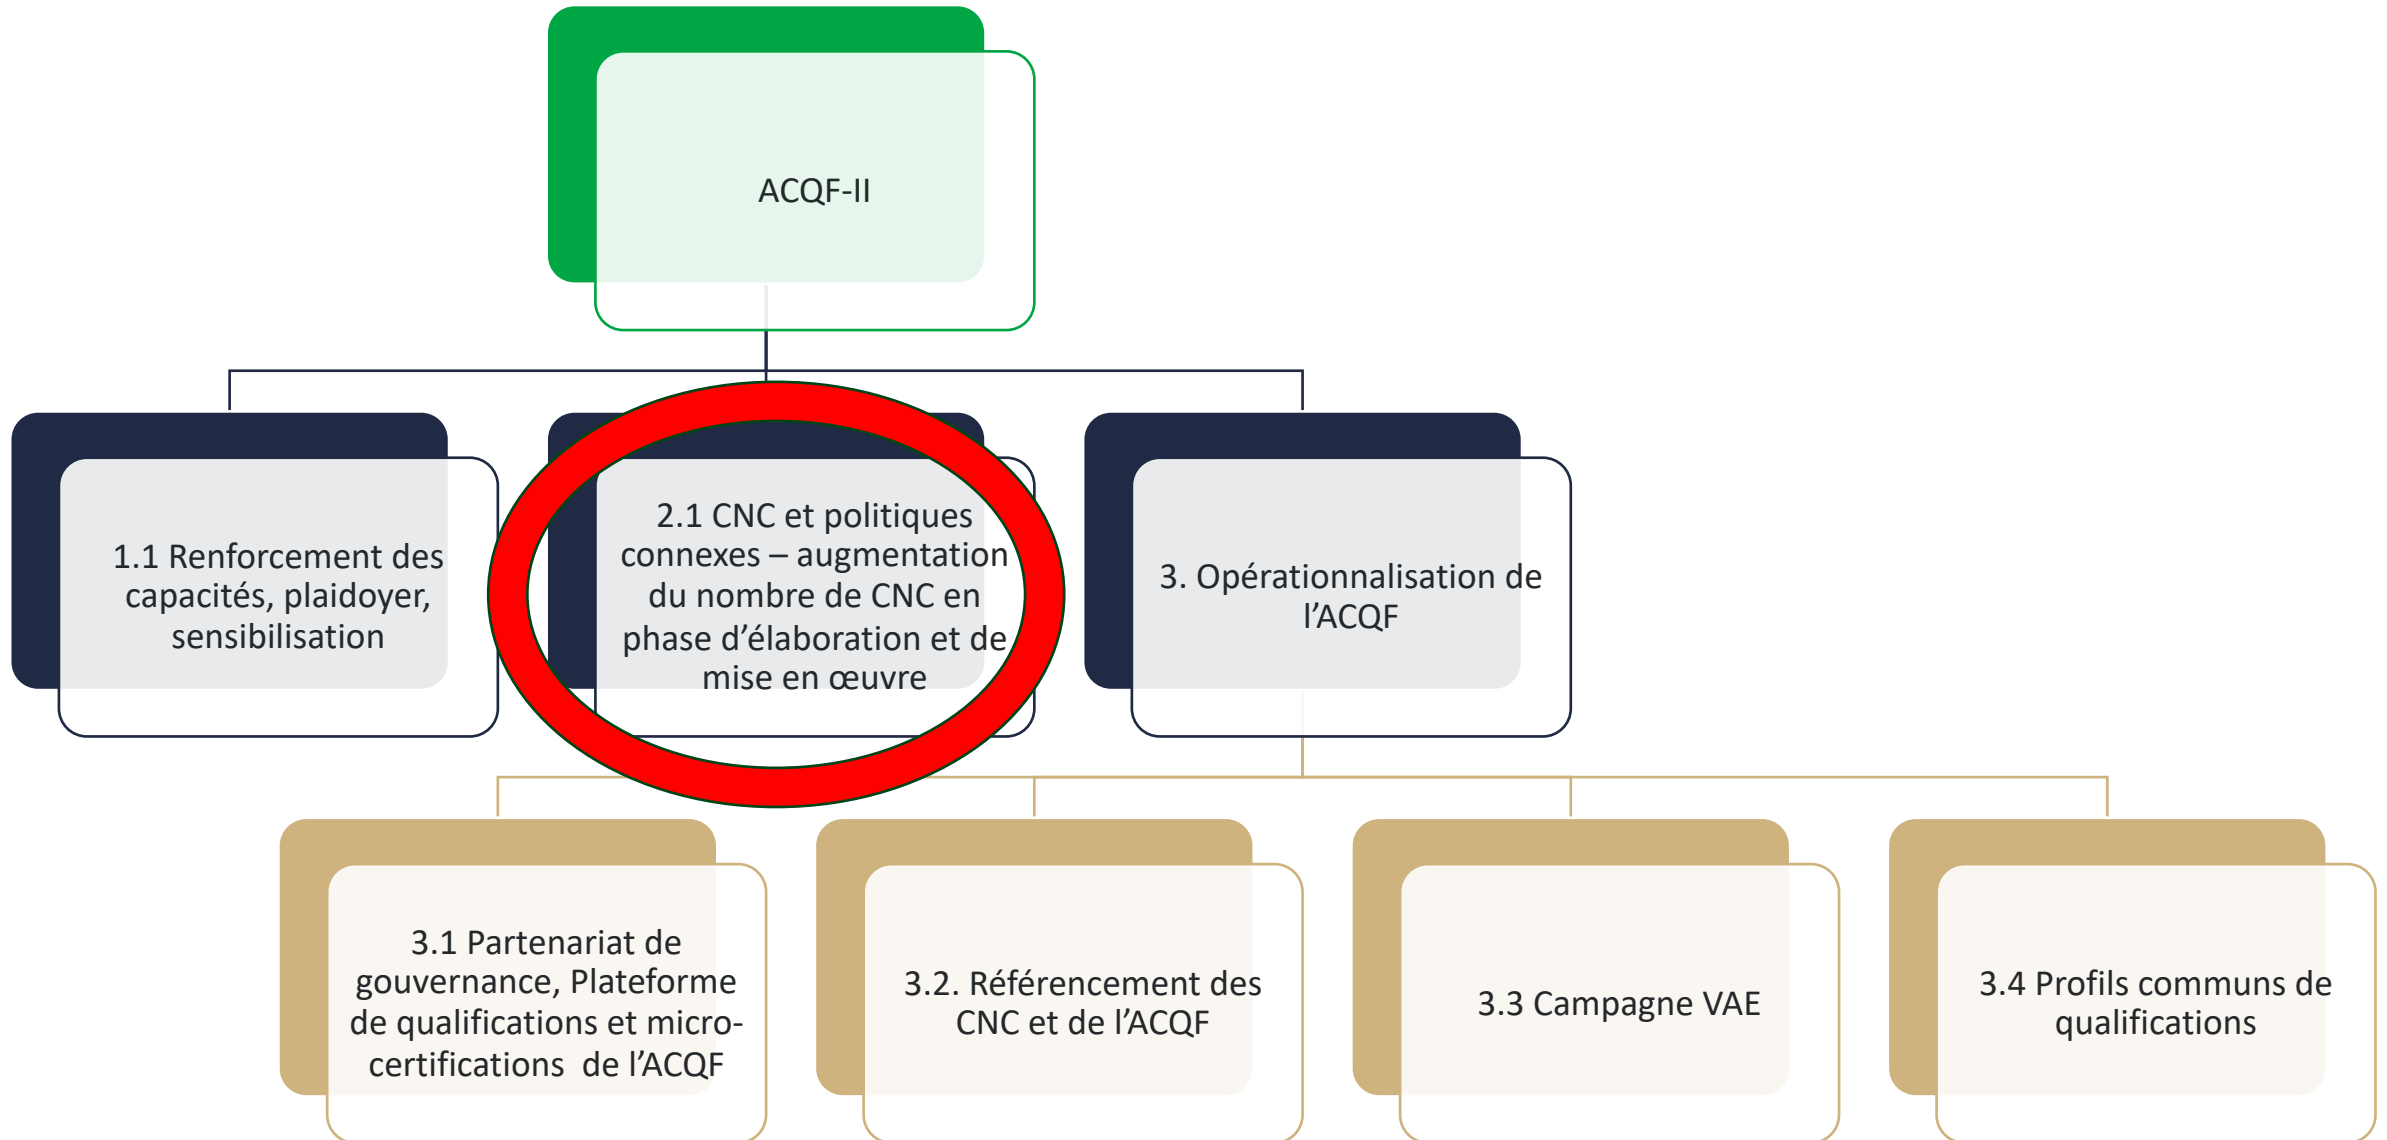 ACQF-II
1.1 Renforcement des
capacités, plaidoyer,
sensibilisation
2.1 CNC et politiques
connexes – augmentation
du nombre de CNC en
phase d’élaboration et de
mise en œuvre
3. Opérationnalisation de
l’ACQF
3.1 Partenariat de
gouvernance, Plateforme
de qualifications et micro-
certifications  de l’ACQF
3.2. Référencement des
CNC et de l’ACQF
3.3 Campagne VAE
3.4 Profils communs de
qualifications